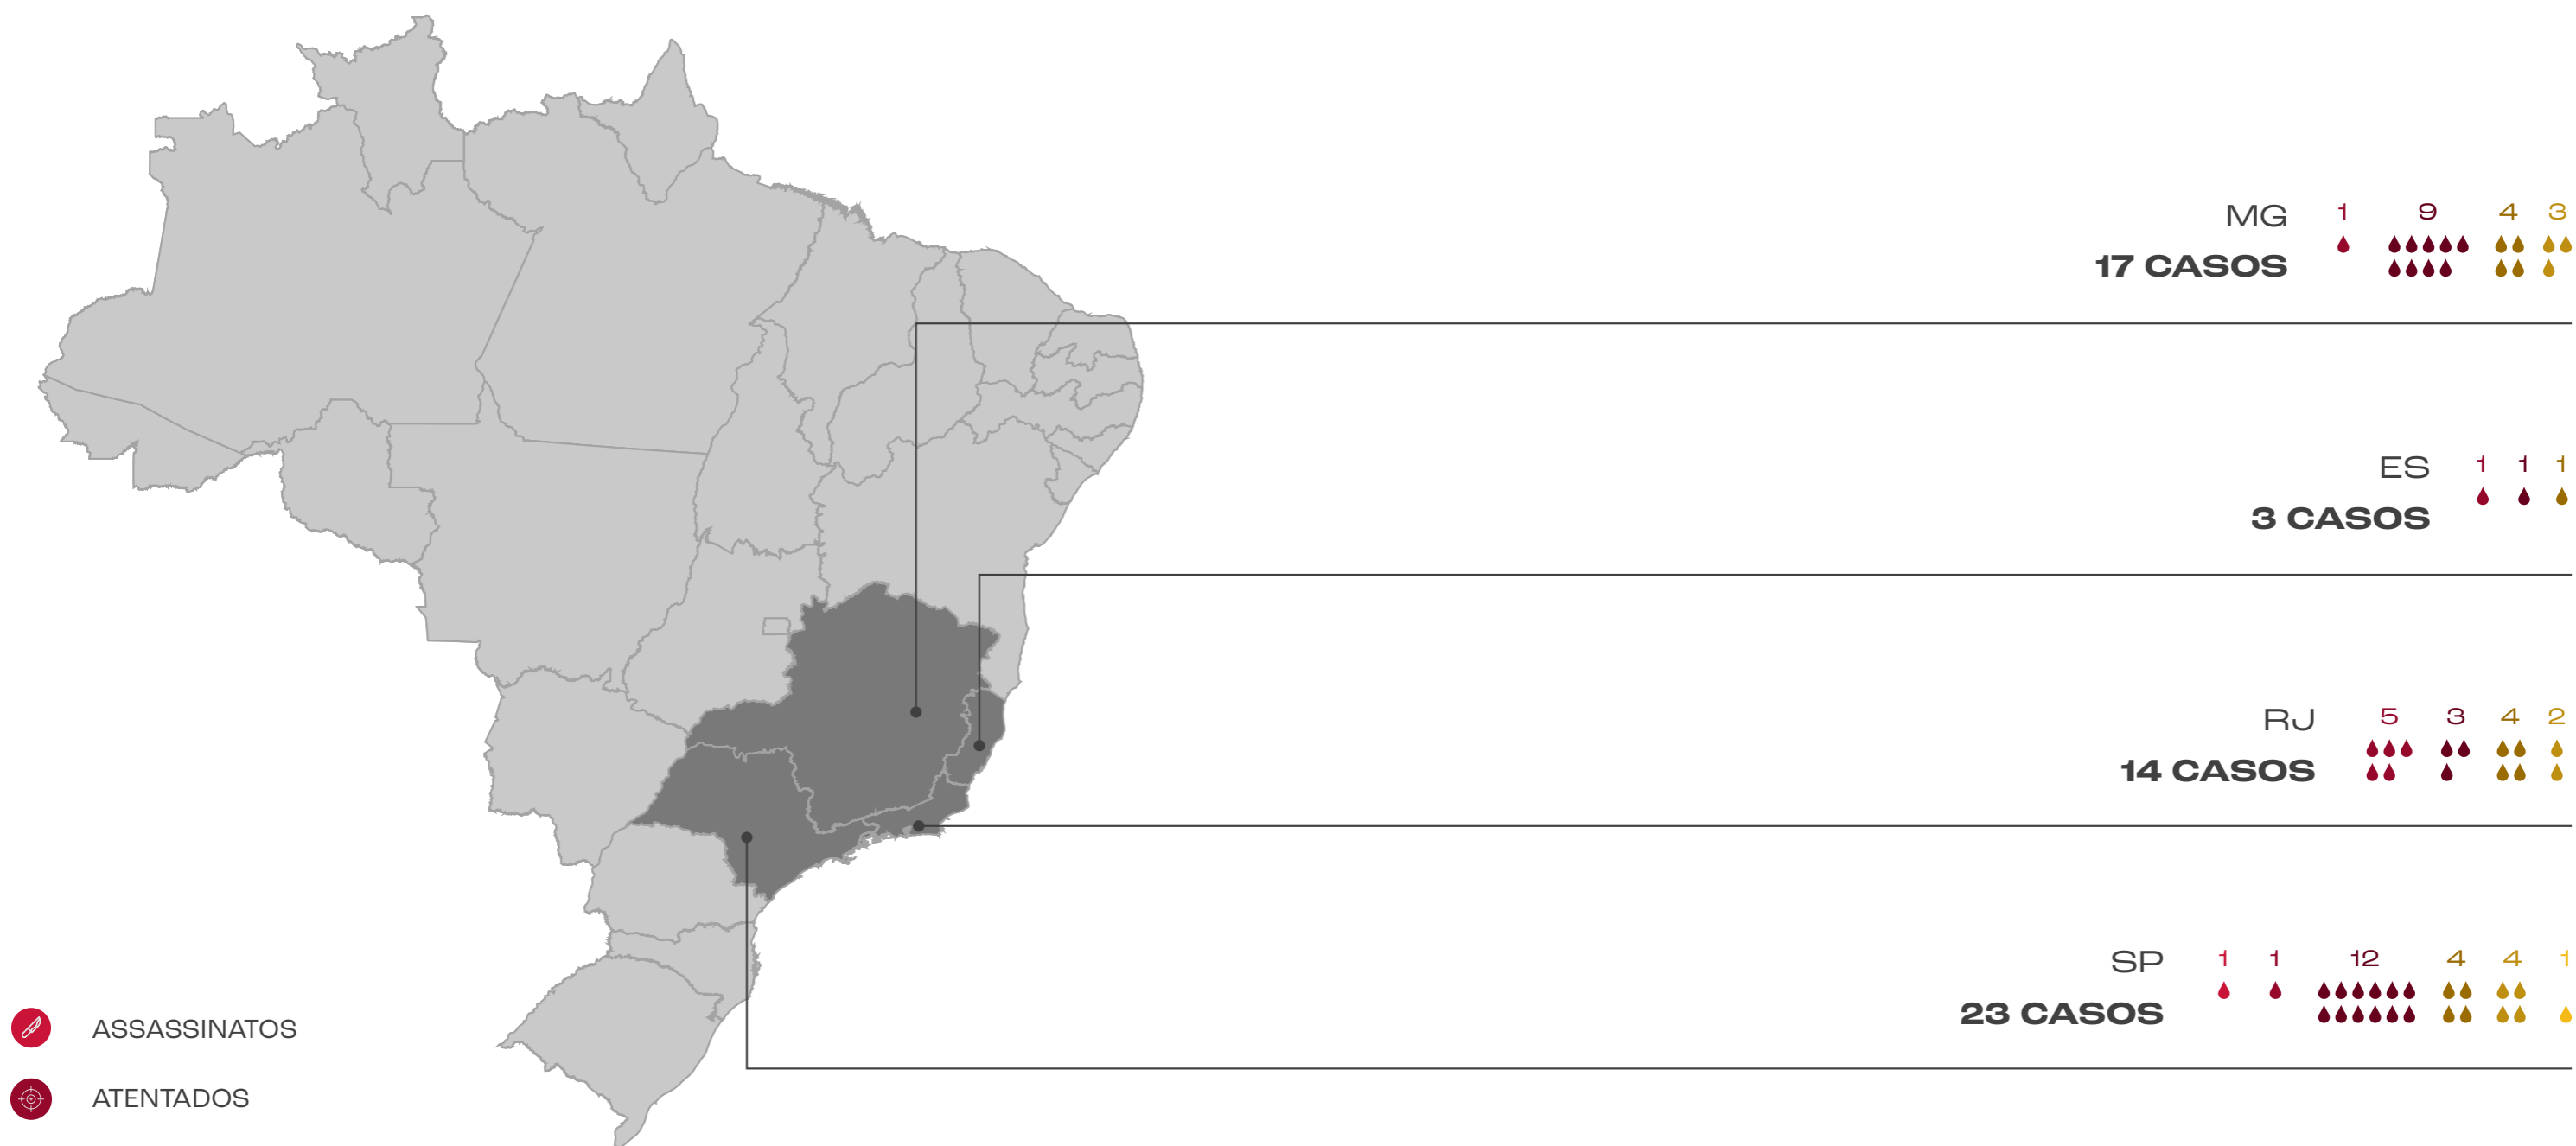 MG 1 9 4 3
17 CASOS
ES 1 1 1
3 CASOS
RJ 5 3 4 2
14 CASOS
SP 1 1 12 4 4 1
23 CASOS
ASSASSINATOS
ATENTADOS